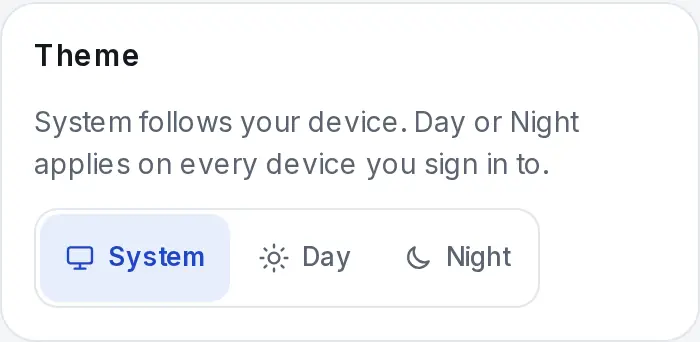 Theme
System follows your device. Day or Night
applies on every device you sign in to.
System Day Night